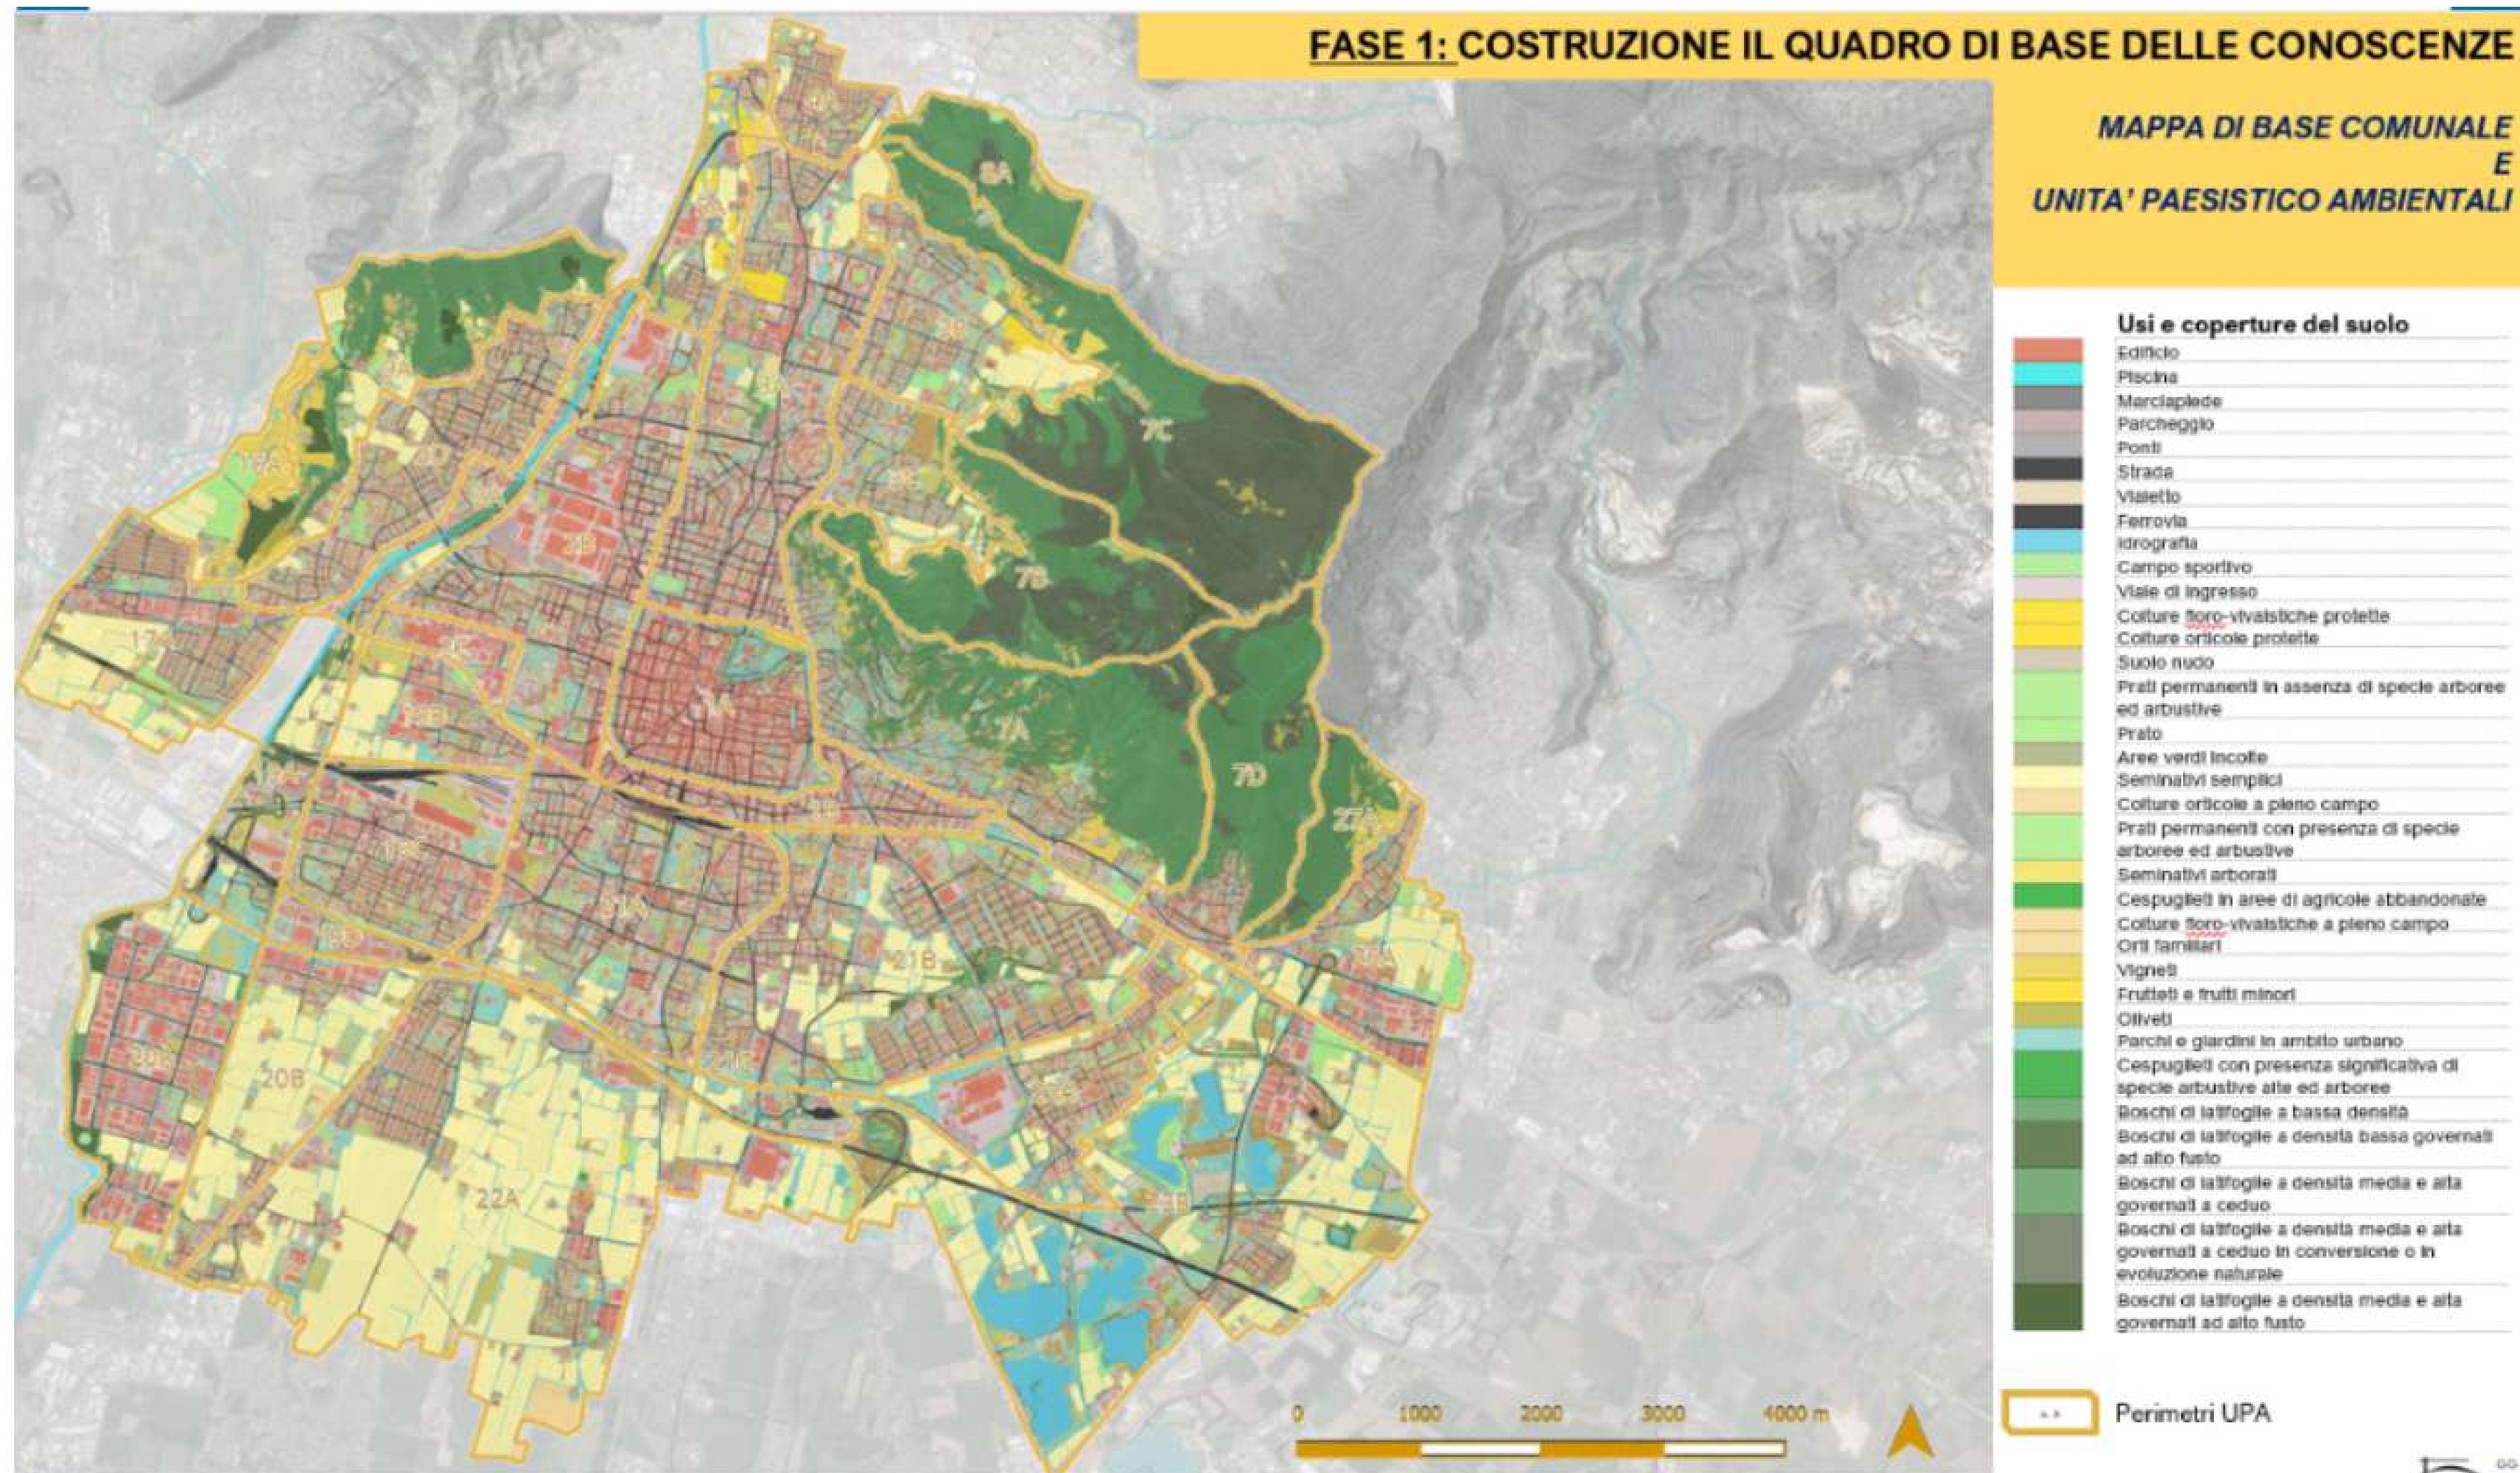 FASE 1: COSTRUZIONE IL QUADRO DI BASE DELLE CONOSCENZE
MAPPA DI BASE COMUNALE
E
UNITA' PAESISTICO AMBIENTALI
Usi e coperture del suolo
Edificio
Piscina
Marciapiede
Parcheggio
Ponti
Strada
Vialetto
Ferrovia
Idrografia
Campo sportivo
Viale di ingresso
Colture floro-vivaistiche protette
Colture orticole protette
Suolo nudo
Prati permanenti in assenza di specie arboree
ed arbustive
Prato
Aree verdi incolte
Seminativi semplici
Colture orticole a pieno campo
Prati permanenti con presenza di specie
arboree ed arbustive
Seminativi arborati
Cespuglieti in aree di agricole abbandonate
Colture floro-vivaistiche a pieno campo
Orti familiari
Vigneti
Frutteti e frutti minori
Oliveti
Parchi e giardini in ambito urbano
Cespuglieti con presenza significativa di
specie arbustive alte ed arboree
Boschi di latifoglie a bassa densità
Boschi di latifoglie a densità bassa governati
ad alto fusto
Boschi di latifoglie a densità media e alta
governati a ceduo
Boschi di latifoglie a densità media e alta
governati a ceduo in conversione o in
evoluzione naturale
Boschi di latifoglie a densità media e alta
governati ad alto fusto
Perimetri UPA
8A
7C
7B
7A
7D
27A
21B
20B
22A
0 1000 2000 3000 4000 m